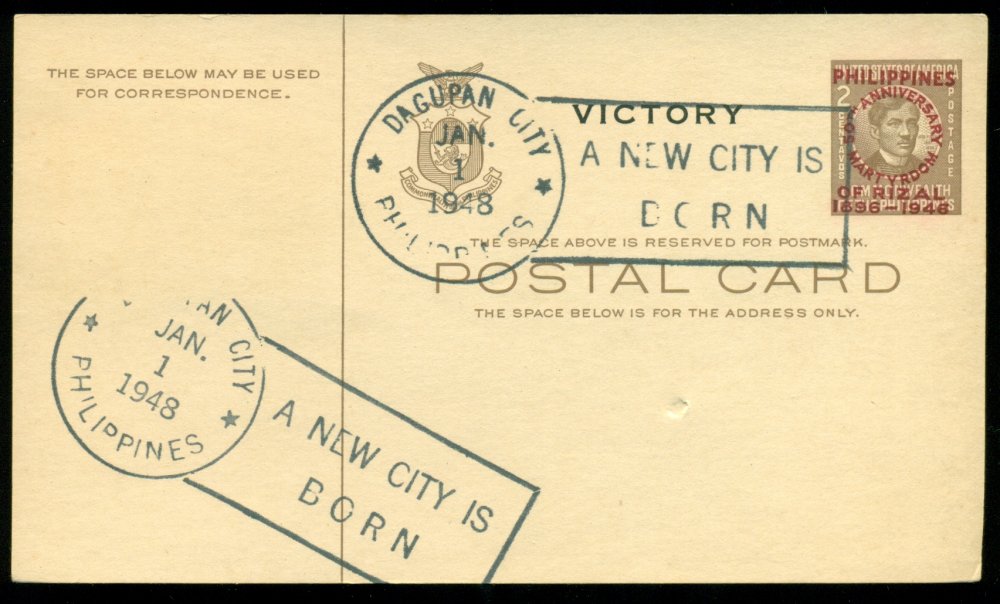 THE SPACE BELOW MAY BE USED
FOR CORRESPONDENCE.
DAGUPAN CITY
JAN.
1
1948
PHILIPPINES
VICTORY
A NEW CITY IS
BORN
PHILIPPINES
UNITED STATES OF AMERICA
2
CENTAVOS
POSTAGE
50TH ANNIVERSARY
MARTYRDOM
OF RIZAL
1896-1946
PHILIPPINES
THE SPACE ABOVE IS RESERVED FOR POSTMARK.
POSTAL CARD
THE SPACE BELOW IS FOR THE ADDRESS ONLY.
PAN CITY
JAN.
1
1948
PHILIPPINES
A NEW CITY IS
BORN